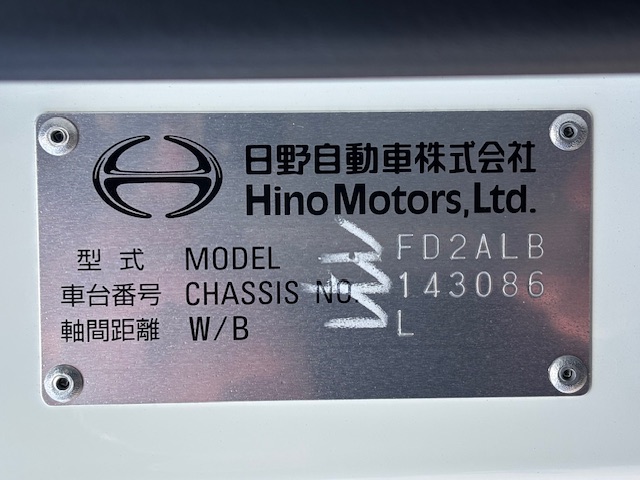 日野自動車株式会社
Hino Motors, Ltd.
型式 MODEL FD2ALB
車台番号 CHASSIS NO. 143086
軸間距離 W/B L